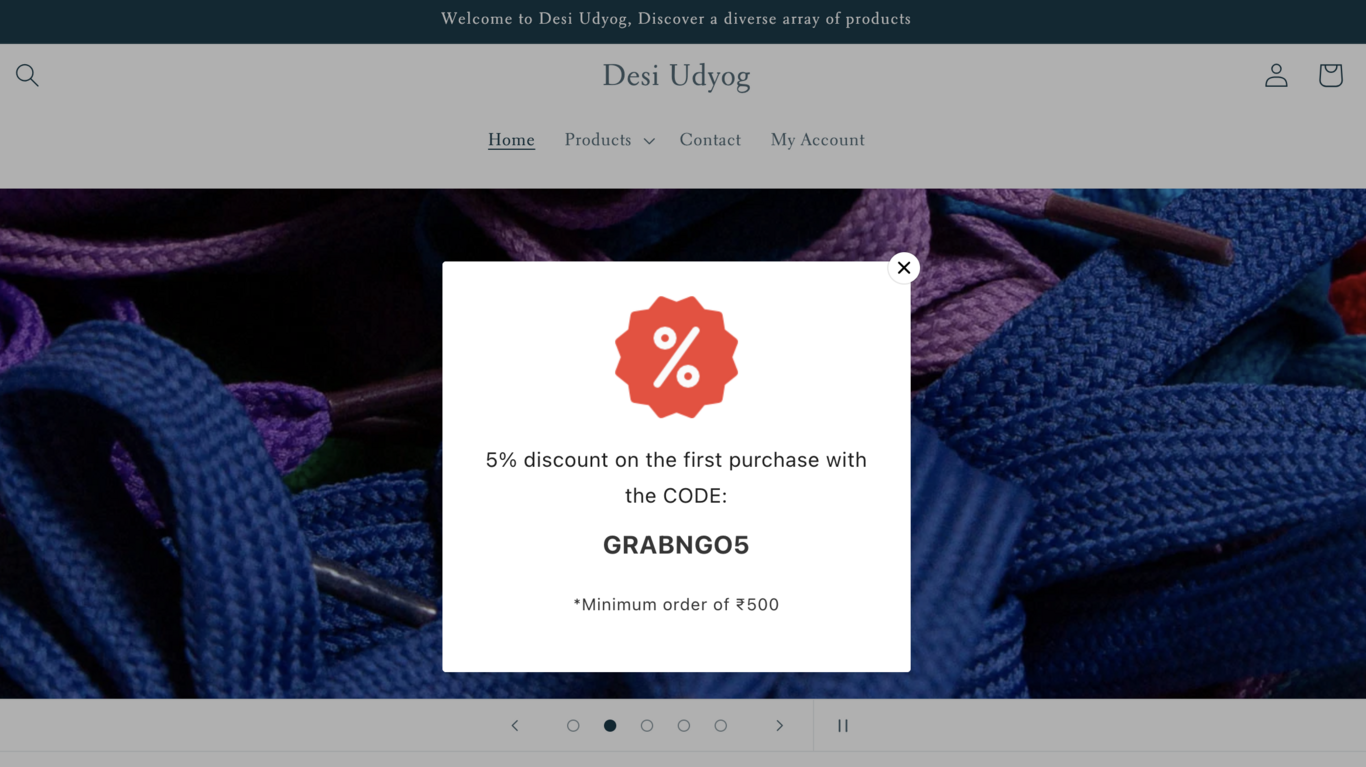 Welcome to Desi Udyog, Discover a diverse array of products
Desi Udyog
Home Products Contact My Account
5% discount on the first purchase with
the CODE:
GRABNGO5
*Minimum order of ₹500